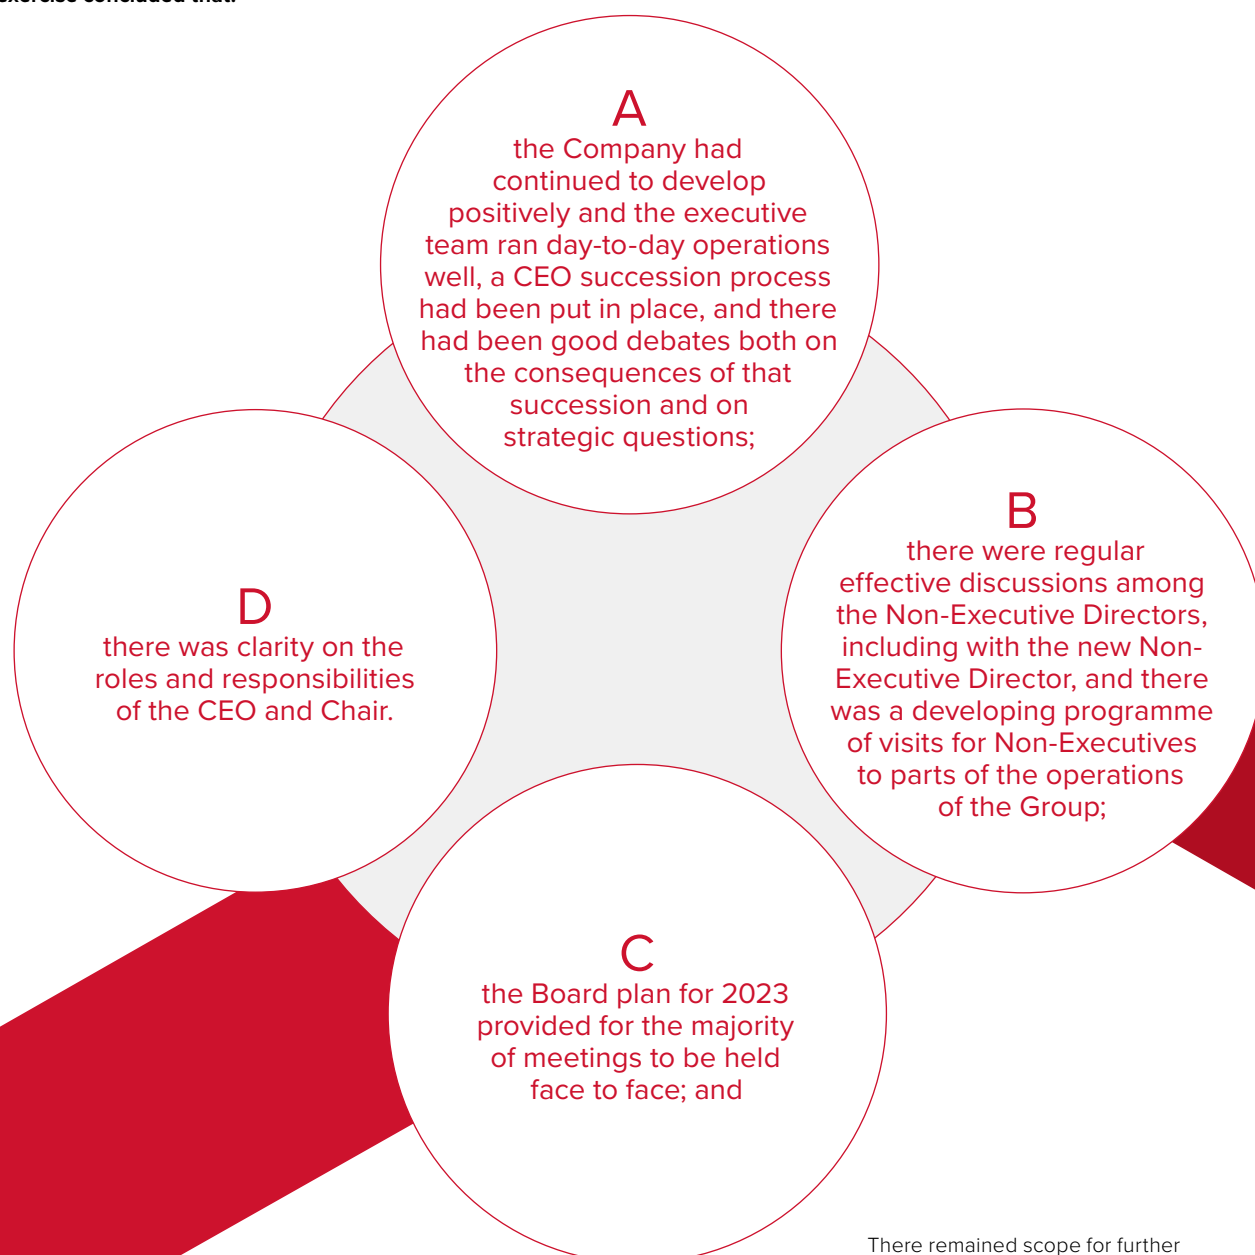 exercise concluded that:
A
the Company had
continued to develop
positively and the executive
team ran day-to-day operations
well, a CEO succession process
had been put in place, and there
had been good debates both on
the consequences of that
succession and on
strategic questions;
B
there were regular
effective discussions among
the Non-Executive Directors,
including with the new Non-
Executive Director, and there
was a developing programme
of visits for Non-Executives
to parts of the operations
of the Group;
C
the Board plan for 2023
provided for the majority
of meetings to be held
face to face; and
D
there was clarity on the
roles and responsibilities
of the CEO and Chair.
There remained scope for further